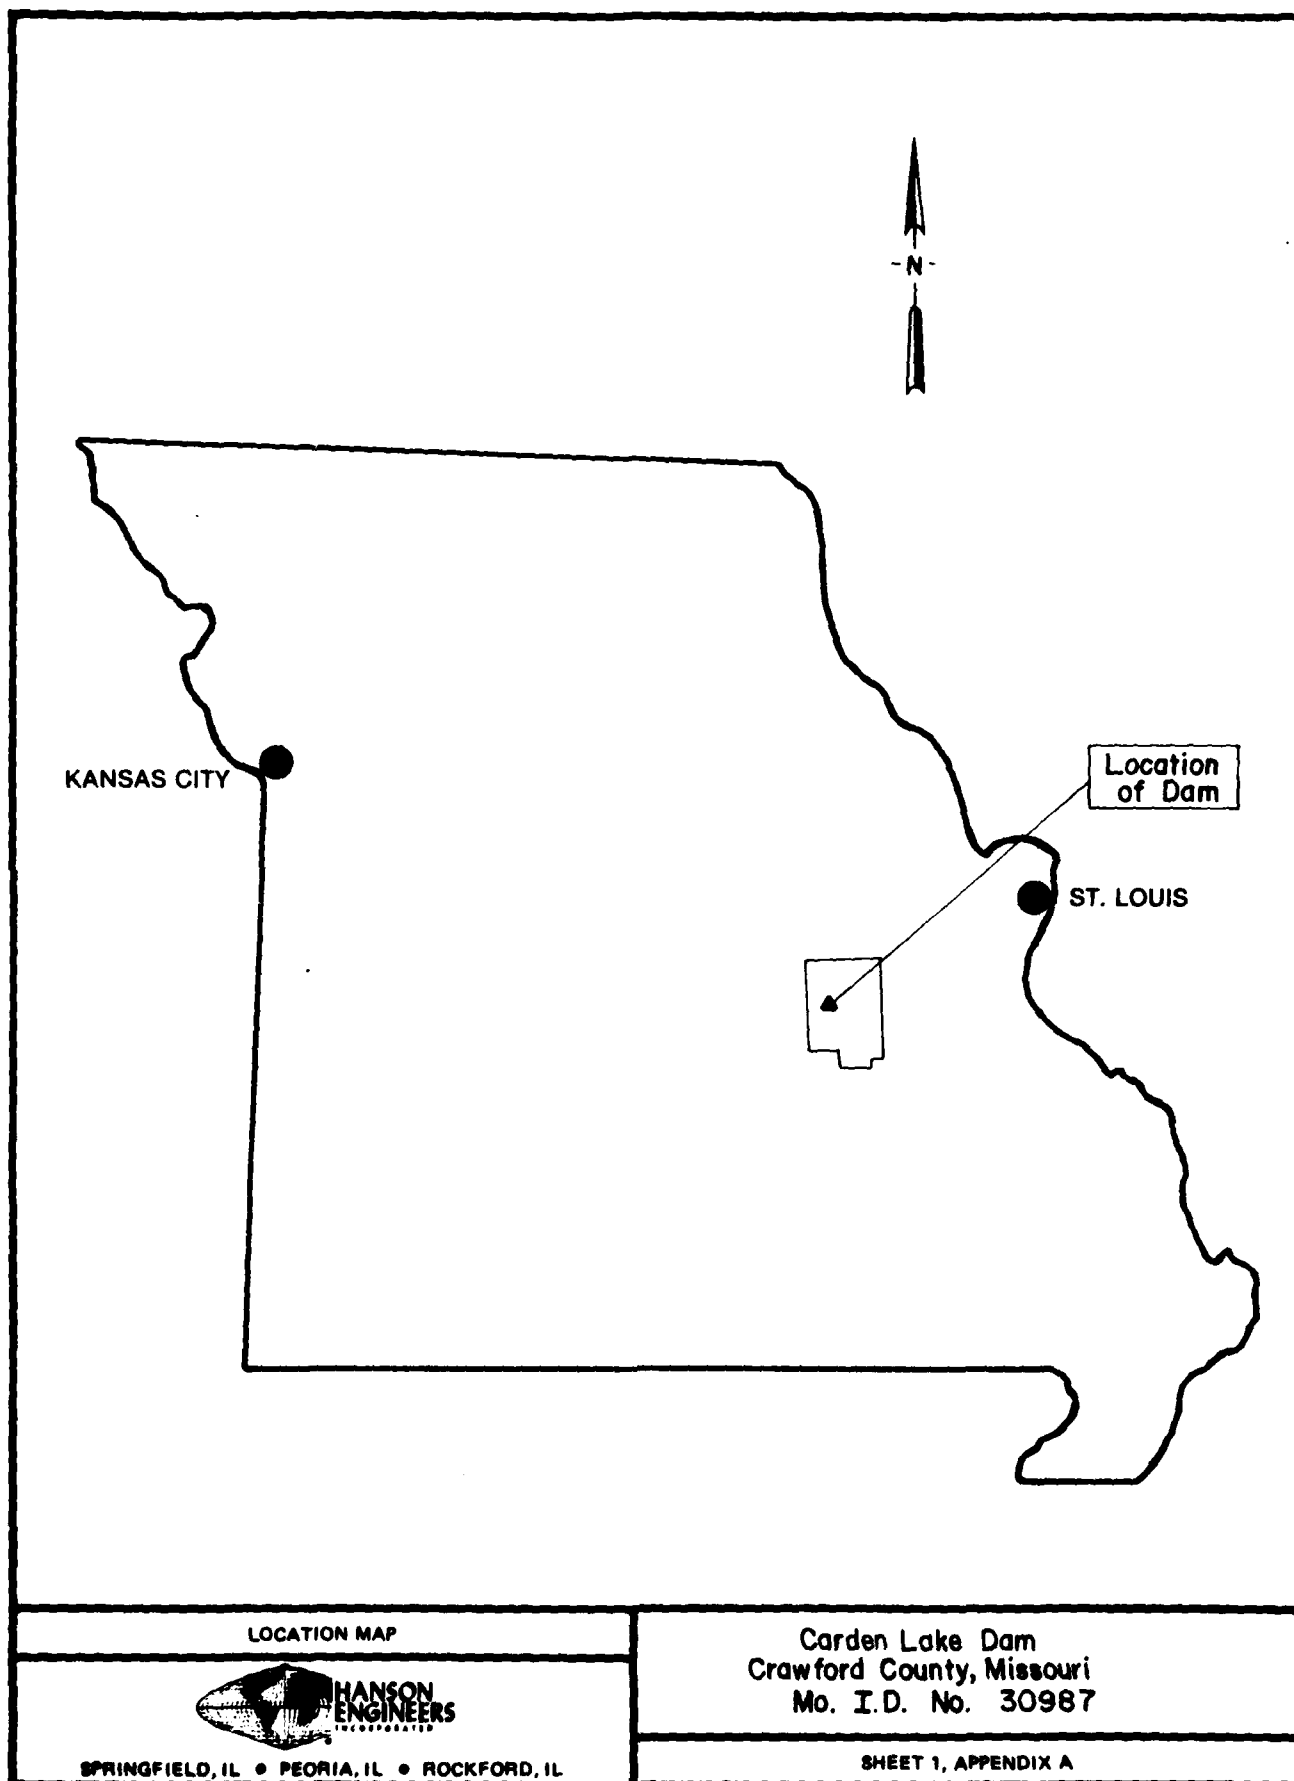 - N -
KANSAS CITY
Location
of Dam
ST. LOUIS
LOCATION MAP
HANSON
ENGINEERS
INCORPORATED
SPRINGFIELD, IL ● PEORIA, IL ● ROCKFORD, IL
Carden Lake Dam
Crawford County, Missouri
Mo. I.D. No. 30987
SHEET 1, APPENDIX A